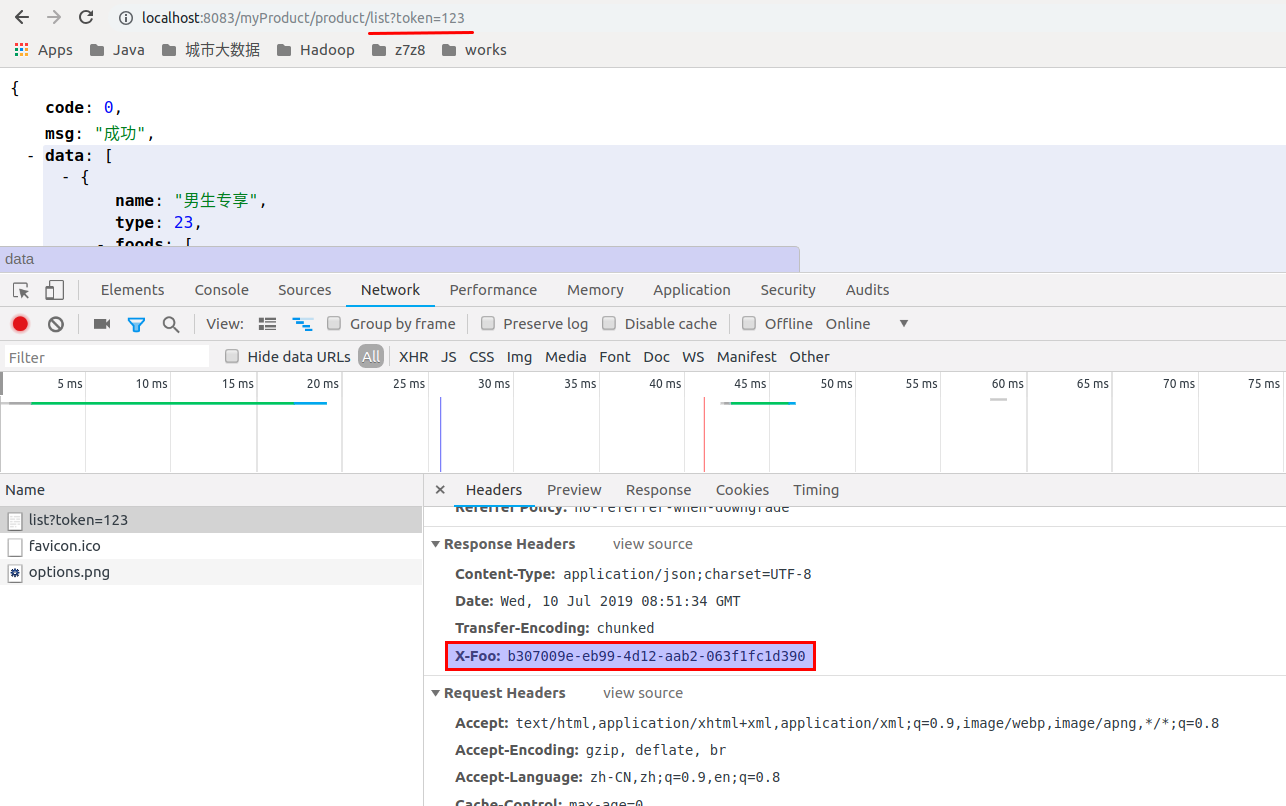 localhost:8083/myProduct/product/list?token=123
Apps Java 城市大数据 Hadoop z7z8 works
{
code: 0,
msg: "成功",
- data: [
- {
name: "男生专享",
type: 23,
- foods: [
data
Elements Console Sources Network Performance Memory Application Security Audits
View: Group by frame Preserve log Disable cache Offline Online
Filter Hide data URLs All XHR JS CSS Img Media Font Doc WS Manifest Other
5 ms 10 ms 15 ms 20 ms 25 ms 30 ms 35 ms 40 ms 45 ms 50 ms 55 ms 60 ms 65 ms 70 ms 75 ms
Name
list?token=123
favicon.ico
options.png
Headers Preview Response Cookies Timing
Referrer Policy: no-referrer-when-downgrade
Response Headers view source
Content-Type: application/json;charset=UTF-8
Date: Wed, 10 Jul 2019 08:51:34 GMT
Transfer-Encoding: chunked
X-Foo: b307009e-eb99-4d12-aab2-063f1fc1d390
Request Headers view source
Accept: text/html,application/xhtml+xml,application/xml;q=0.9,image/webp,image/apng,*/*;q=0.8
Accept-Encoding: gzip, deflate, br
Accept-Language: zh-CN,zh;q=0.9,en;q=0.8
Cache-Control: max-age=0